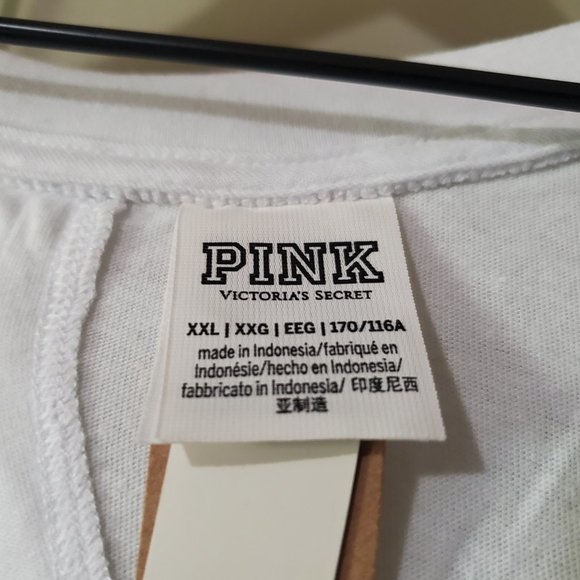 PINK
VICTORIA'S SECRET
XXL | XXG | EEG | 170/116A
made in Indonesia/fabriqué en
Indonésie/hecho en Indonesia/
fabbricato in Indonesia/ 印度尼西
亚制造